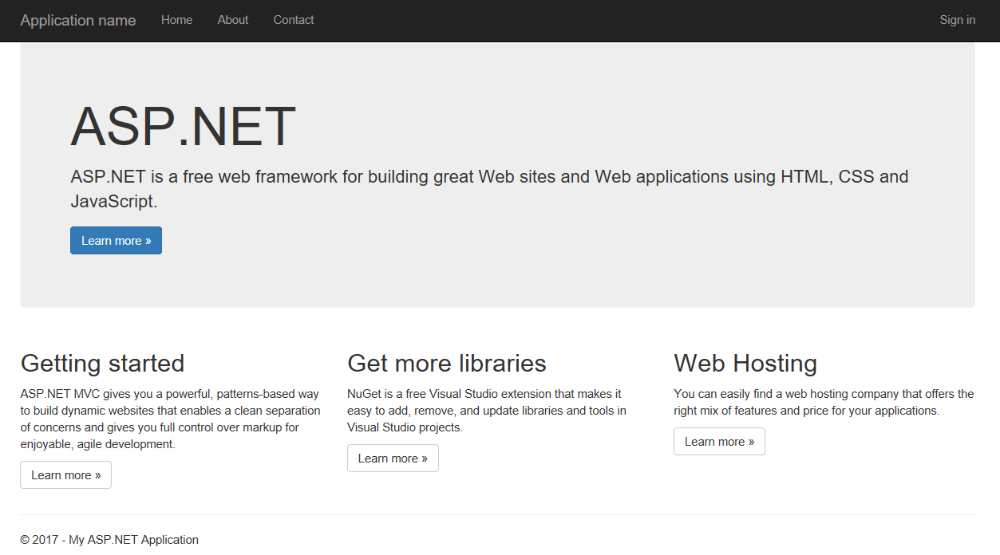 Application name Home About Contact Sign in
ASP.NET
ASP.NET is a free web framework for building great Web sites and Web applications using HTML, CSS and
JavaScript.
Learn more »
Getting started
ASP.NET MVC gives you a powerful, patterns-based way
to build dynamic websites that enables a clean separation
of concerns and gives you full control over markup for
enjoyable, agile development.
Learn more »
Get more libraries
NuGet is a free Visual Studio extension that makes it
easy to add, remove, and update libraries and tools in
Visual Studio projects.
Learn more »
Web Hosting
You can easily find a web hosting company that offers the
right mix of features and price for your applications.
Learn more »
© 2017 - My ASP.NET Application